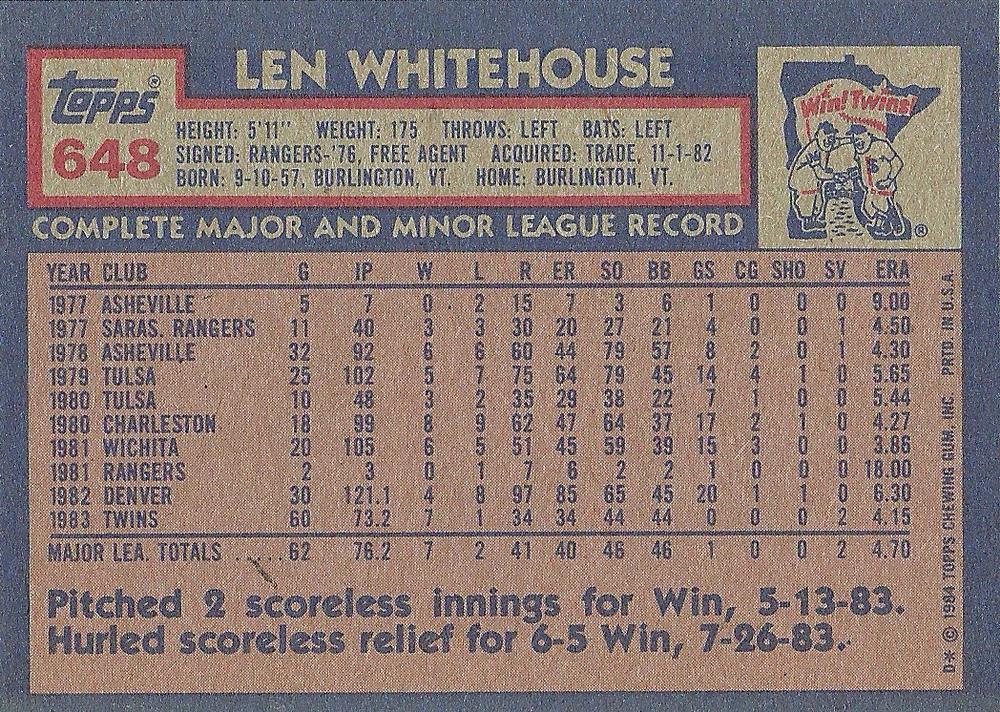 LEN WHITEHOUSE
TOPPS®
648
HEIGHT: 5'11" WEIGHT: 175 THROWS: LEFT BATS: LEFT
SIGNED: RANGERS-'76, FREE AGENT ACQUIRED: TRADE, 11-1-82
BORN: 9-10-57, BURLINGTON, VT. HOME: BURLINGTON, VT.
Win! Twins!
®
COMPLETE MAJOR AND MINOR LEAGUE RECORD
YEAR CLUB G IP W L R ER SO BB GS CG SHO SV ERA
1977 ASHEVILLE 5 7 0 2 15 7 3 6 1 0 0 0 9.00
1977 SARAS. RANGERS 11 40 3 3 30 20 27 21 4 0 0 1 4.50
1978 ASHEVILLE 32 92 6 6 60 44 79 57 8 2 0 1 4.30
1979 TULSA 25 102 5 7 75 64 79 45 14 4 1 0 5.65
1980 TULSA 10 48 3 2 35 29 38 22 7 1 0 0 5.44
1980 CHARLESTON 18 99 8 9 62 47 64 37 17 2 1 0 4.27
1981 WICHITA 20 105 6 5 51 45 59 39 15 3 0 0 3.86
1981 RANGERS 2 3 0 1 7 6 2 2 1 0 0 0 18.00
1982 DENVER 30 121.1 4 8 97 85 65 45 20 1 1 0 6.30
1983 TWINS 60 73.2 7 1 34 34 44 44 0 0 0 2 4.15
MAJOR LEA. TOTALS .....62 76.2 7 2 41 40 46 46 1 0 0 2 4.70
Pitched 2 scoreless innings for Win, 5-13-83.
Hurled scoreless relief for 6-5 Win, 7-26-83.
D* © 1984 TOPPS CHEWING GUM, INC. PRTD. IN U.S.A.